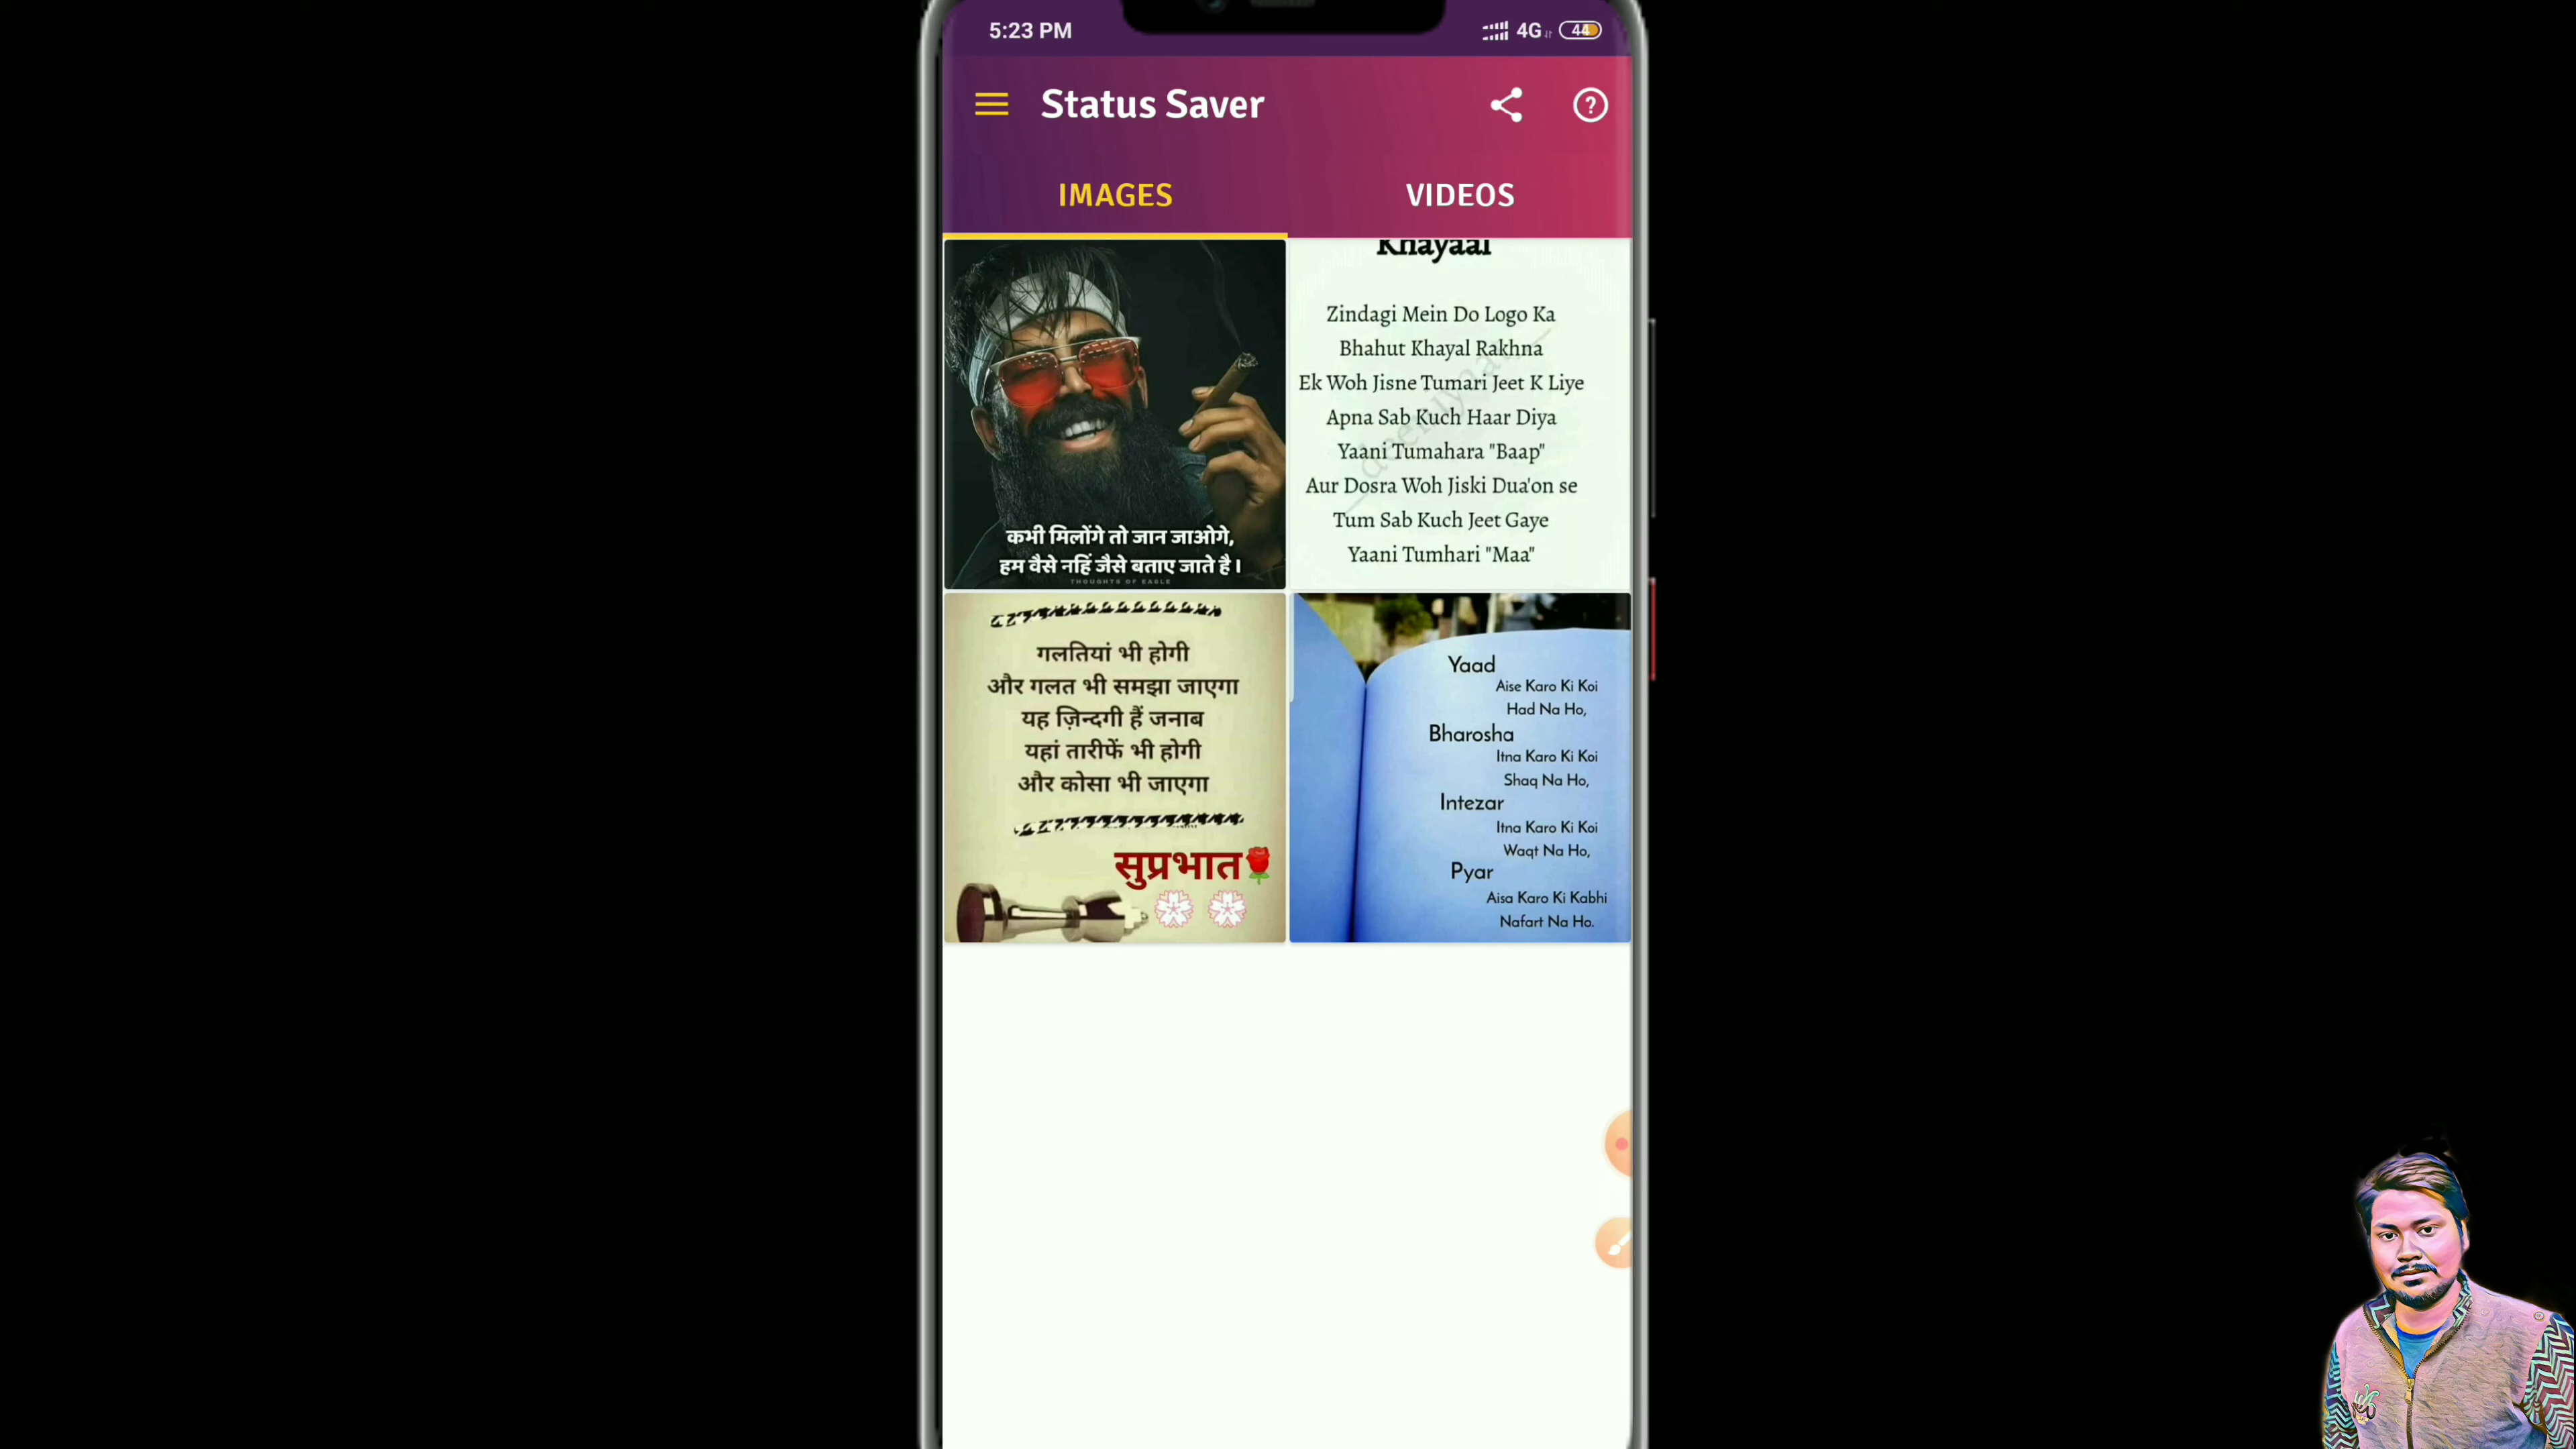 5:23 PM
4G
44
Status Saver
IMAGES
VIDEOS
कभी मिलोंगे तो जान जाओगे,
हम वैसे नहिं जैसे बताए जाते है।
THOUGHTS OF EAGLE
Khayaal
Zindagi Mein Do Logo Ka
Bhahut Khayal Rakhna
Ek Woh Jisne Tumari Jeet K Liye
Apna Sab Kuch Haar Diya
Yaani Tumahara "Baap"
Aur Dosra Woh Jiski Dua'on se
Tum Sab Kuch Jeet Gaye
Yaani Tumhari "Maa"
गलतियां भी होगी
और गलत भी समझा जाएगा
यह ज़िन्दगी हैं जनाब
यहां तारीफें भी होगी
और कोसा भी जाएगा
सुप्रभात
Yaad
Aise Karo Ki Koi
Had Na Ho,
Bharosha
Itna Karo Ki Koi
Shaq Na Ho,
Intezar
Itna Karo Ki Koi
Waqt Na Ho,
Pyar
Aisa Karo Ki Kabhi
Nafart Na Ho.